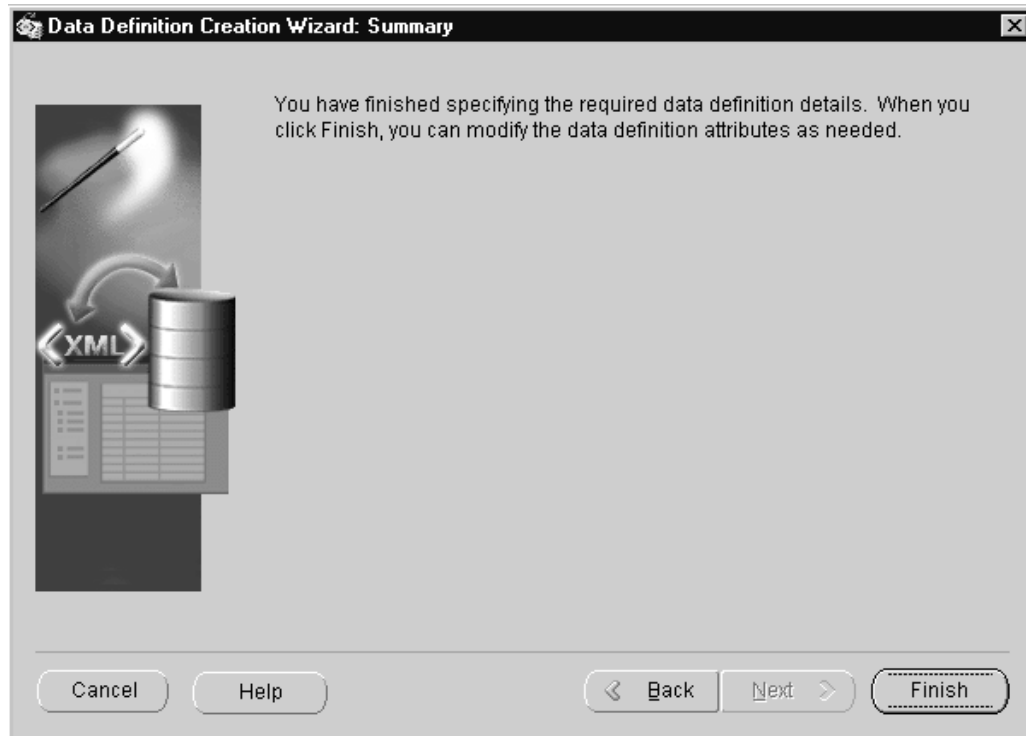 Data Definition Creation Wizard: Summary
You have finished specifying the required data definition details. When you
click Finish, you can modify the data definition attributes as needed.
<XML>
Cancel
Help
Back
Next
Finish